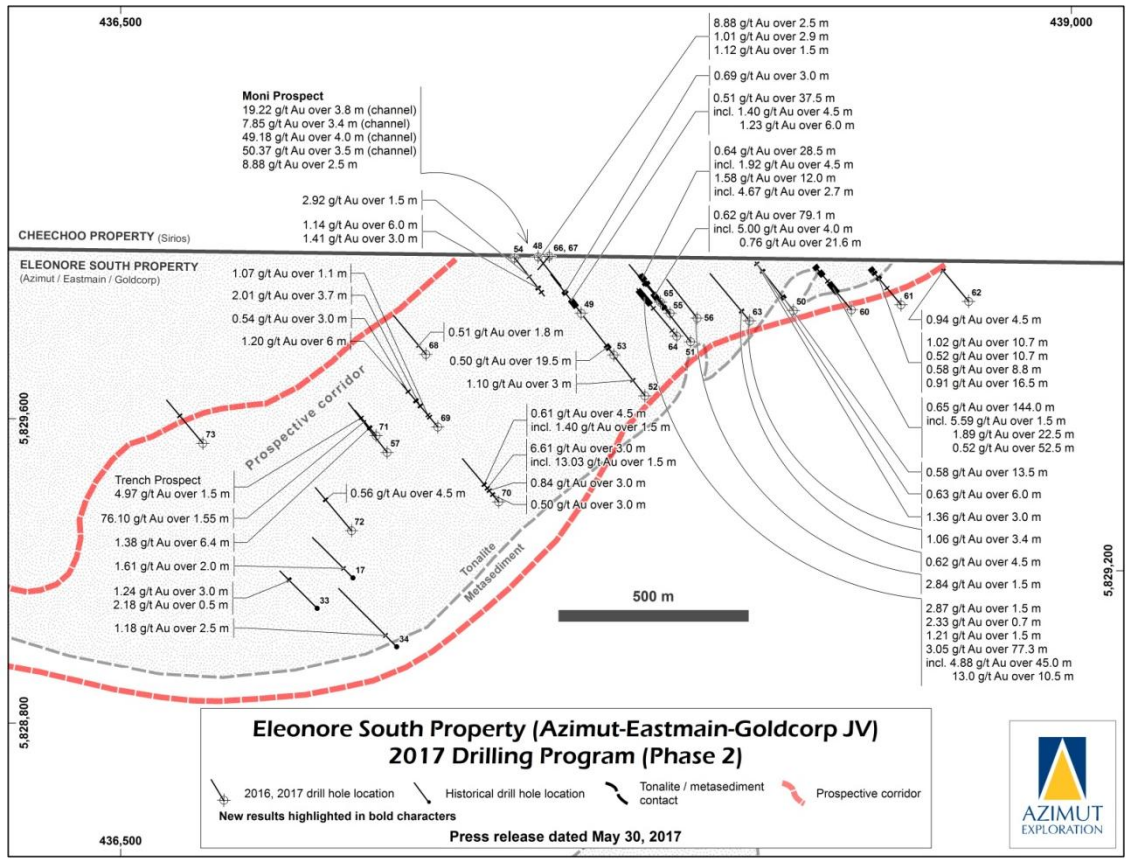 436,500
439,000
8.88 g/t Au over 2.5 m
1.01 g/t Au over 2.9 m
1.12 g/t Au over 1.5 m
0.69 g/t Au over 3.0 m
0.51 g/t Au over 37.5 m
incl. 1.40 g/t Au over 4.5 m
1.23 g/t Au over 6.0 m
0.64 g/t Au over 28.5 m
incl. 1.92 g/t Au over 4.5 m
1.58 g/t Au over 12.0 m
incl. 4.67 g/t Au over 2.7 m
0.62 g/t Au over 79.1 m
incl. 5.00 g/t Au over 4.0 m
0.76 g/t Au over 21.6 m
Moni Prospect
19.22 g/t Au over 3.8 m (channel)
7.85 g/t Au over 3.4 m (channel)
49.18 g/t Au over 4.0 m (channel)
50.37 g/t Au over 3.5 m (channel)
8.88 g/t Au over 2.5 m
2.92 g/t Au over 1.5 m
1.14 g/t Au over 6.0 m
1.41 g/t Au over 3.0 m
CHEECHOO PROPERTY (Sirios)
ELEONORE SOUTH PROPERTY
(Azimut / Eastmain / Goldcorp)
54
48
66, 67
49
65
55
56
63
50
60
61
62
64
51
53
52
68
69
71
57
73
70
72
17
33
34
1.07 g/t Au over 1.1 m
2.01 g/t Au over 3.7 m
0.54 g/t Au over 3.0 m
1.20 g/t Au over 6 m
0.51 g/t Au over 1.8 m
0.50 g/t Au over 19.5 m
1.10 g/t Au over 3 m
0.61 g/t Au over 4.5 m
incl. 1.40 g/t Au over 1.5 m
6.61 g/t Au over 3.0 m
incl. 13.03 g/t Au over 1.5 m
0.84 g/t Au over 3.0 m
0.50 g/t Au over 3.0 m
Prospective corridor
Trench Prospect
4.97 g/t Au over 1.5 m
76.10 g/t Au over 1.55 m
1.38 g/t Au over 6.4 m
0.56 g/t Au over 4.5 m
1.61 g/t Au over 2.0 m
1.24 g/t Au over 3.0 m
2.18 g/t Au over 0.5 m
1.18 g/t Au over 2.5 m
Tonalite
Metasediment
500 m
0.94 g/t Au over 4.5 m
1.02 g/t Au over 10.7 m
0.52 g/t Au over 10.7 m
0.58 g/t Au over 8.8 m
0.91 g/t Au over 16.5 m
0.65 g/t Au over 144.0 m
incl. 5.59 g/t Au over 1.5 m
1.89 g/t Au over 22.5 m
0.52 g/t Au over 52.5 m
0.58 g/t Au over 13.5 m
0.63 g/t Au over 6.0 m
1.36 g/t Au over 3.0 m
1.06 g/t Au over 3.4 m
0.62 g/t Au over 4.5 m
2.84 g/t Au over 1.5 m
2.87 g/t Au over 1.5 m
2.33 g/t Au over 0.7 m
1.21 g/t Au over 1.5 m
3.05 g/t Au over 77.3 m
incl. 4.88 g/t Au over 45.0 m
13.0 g/t Au over 10.5 m
5,829,600
5,829,200
5,828,800
Eleonore South Property (Azimut-Eastmain-Goldcorp JV)
2017 Drilling Program (Phase 2)
2016, 2017 drill hole location
Historical drill hole location
Tonalite / metasediment
contact
Prospective corridor
New results highlighted in bold characters
Press release dated May 30, 2017
AZIMUT
EXPLORATION
436,500